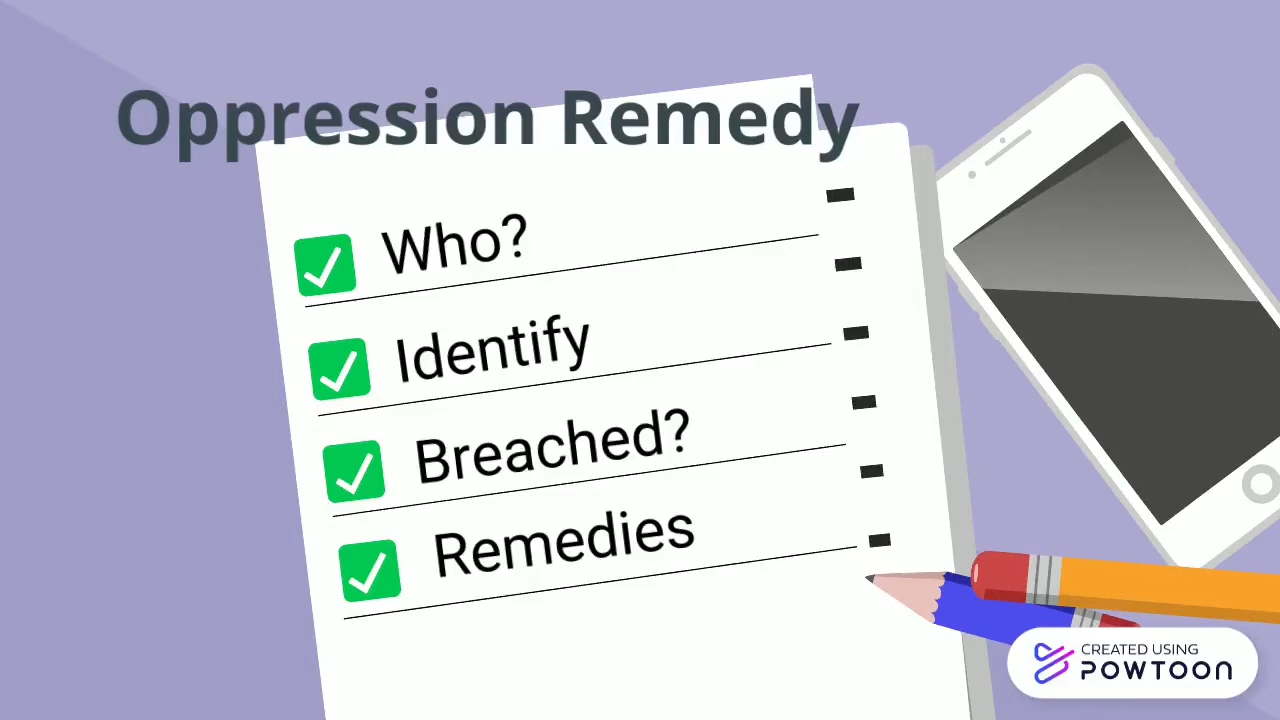 Oppression Remedy
Who?
Identify
Breached?
Remedies
CREATED USING
POWTOON